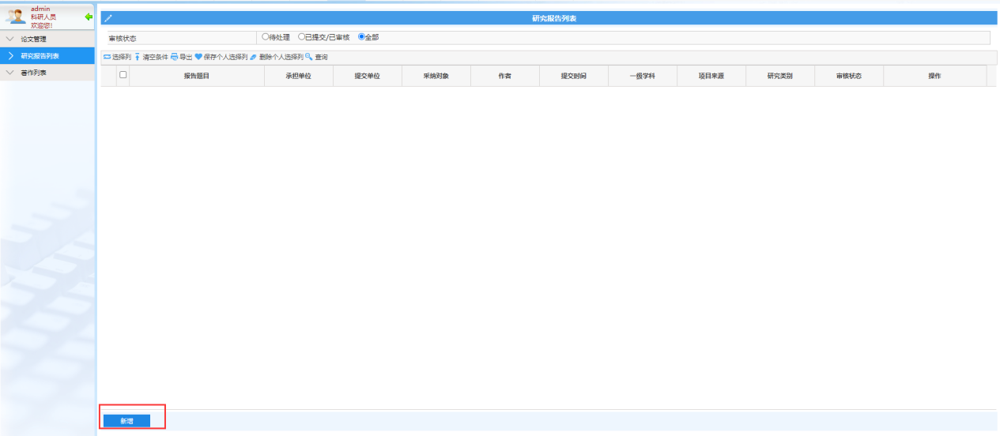 admin
科研人员
欢迎您!
论文管理
研究报告列表
著作列表
研究报告列表
审核状态 待处理 已提交/已审核 全部
选择列 清空条件 导出 保存个人选择列 删除个人选择列 查询
报告题目 承担单位 提交单位 采纳对象 作者 提交时间 一级学科 项目来源 研究类别 审核状态 操作
新增